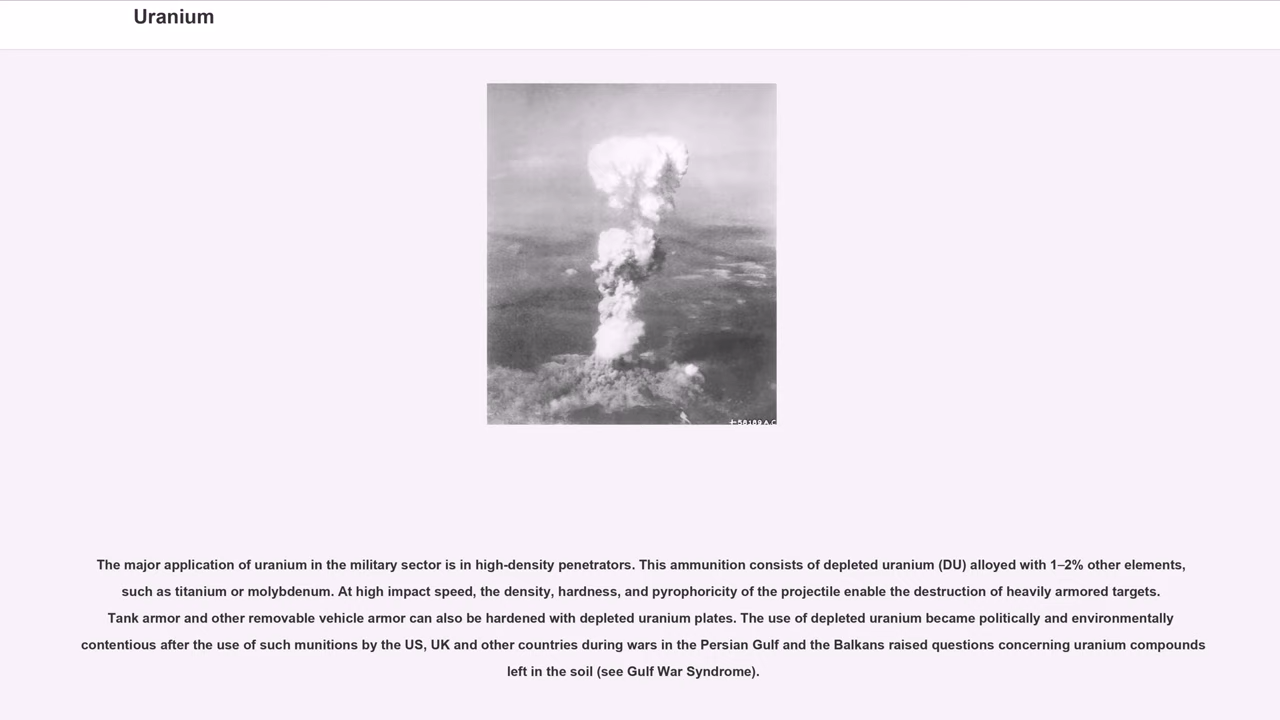 Uranium
The major application of uranium in the military sector is in high-density penetrators. This ammunition consists of depleted uranium (DU) alloyed with 1–2% other elements,
such as titanium or molybdenum. At high impact speed, the density, hardness, and pyrophoricity of the projectile enable the destruction of heavily armored targets.
Tank armor and other removable vehicle armor can also be hardened with depleted uranium plates. The use of depleted uranium became politically and environmentally
contentious after the use of such munitions by the US, UK and other countries during wars in the Persian Gulf and the Balkans raised questions concerning uranium compounds
left in the soil (see Gulf War Syndrome).